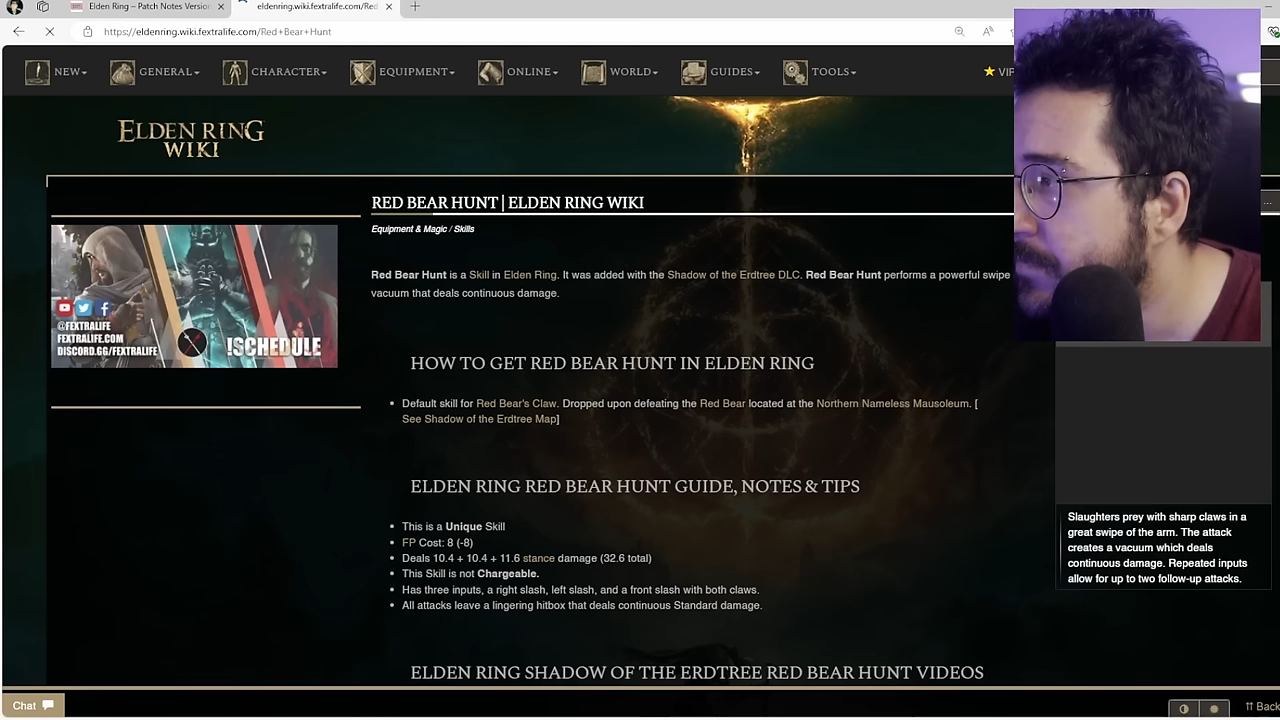 Elden Ring – Patch Notes Version
eldenring.wiki.fextralife.com/Red
https://eldenring.wiki.fextralife.com/Red+Bear+Hunt
NEW
GENERAL
CHARACTER
EQUIPMENT
ONLINE
WORLD
GUIDES
TOOLS
VIP
ELDEN RING
WIKI
RED BEAR HUNT | ELDEN RING WIKI
Equipment & Magic / Skills
Red Bear Hunt is a Skill in Elden Ring. It was added with the Shadow of the Erdtree DLC. Red Bear Hunt performs a powerful swipe
vacuum that deals continuous damage.
@FEXTRALIFE
FEXTRALIFE.COM
DISCORD.GG/FEXTRALIFE
!SCHEDULE
HOW TO GET RED BEAR HUNT IN ELDEN RING
• Default skill for Red Bear's Claw. Dropped upon defeating the Red Bear located at the Northern Nameless Mausoleum. [
See Shadow of the Erdtree Map]
ELDEN RING RED BEAR HUNT GUIDE, NOTES & TIPS
• This is a Unique Skill
• FP Cost: 8 (-8)
• Deals 10.4 + 10.4 + 11.6 stance damage (32.6 total)
• This Skill is not Chargeable.
• Has three inputs, a right slash, left slash, and a front slash with both claws.
• All attacks leave a lingering hitbox that deals continuous Standard damage.
Slaughters prey with sharp claws in a
great swipe of the arm. The attack
creates a vacuum which deals
continuous damage. Repeated inputs
allow for up to two follow-up attacks.
ELDEN RING SHADOW OF THE ERDTREE RED BEAR HUNT VIDEOS
Chat
Back